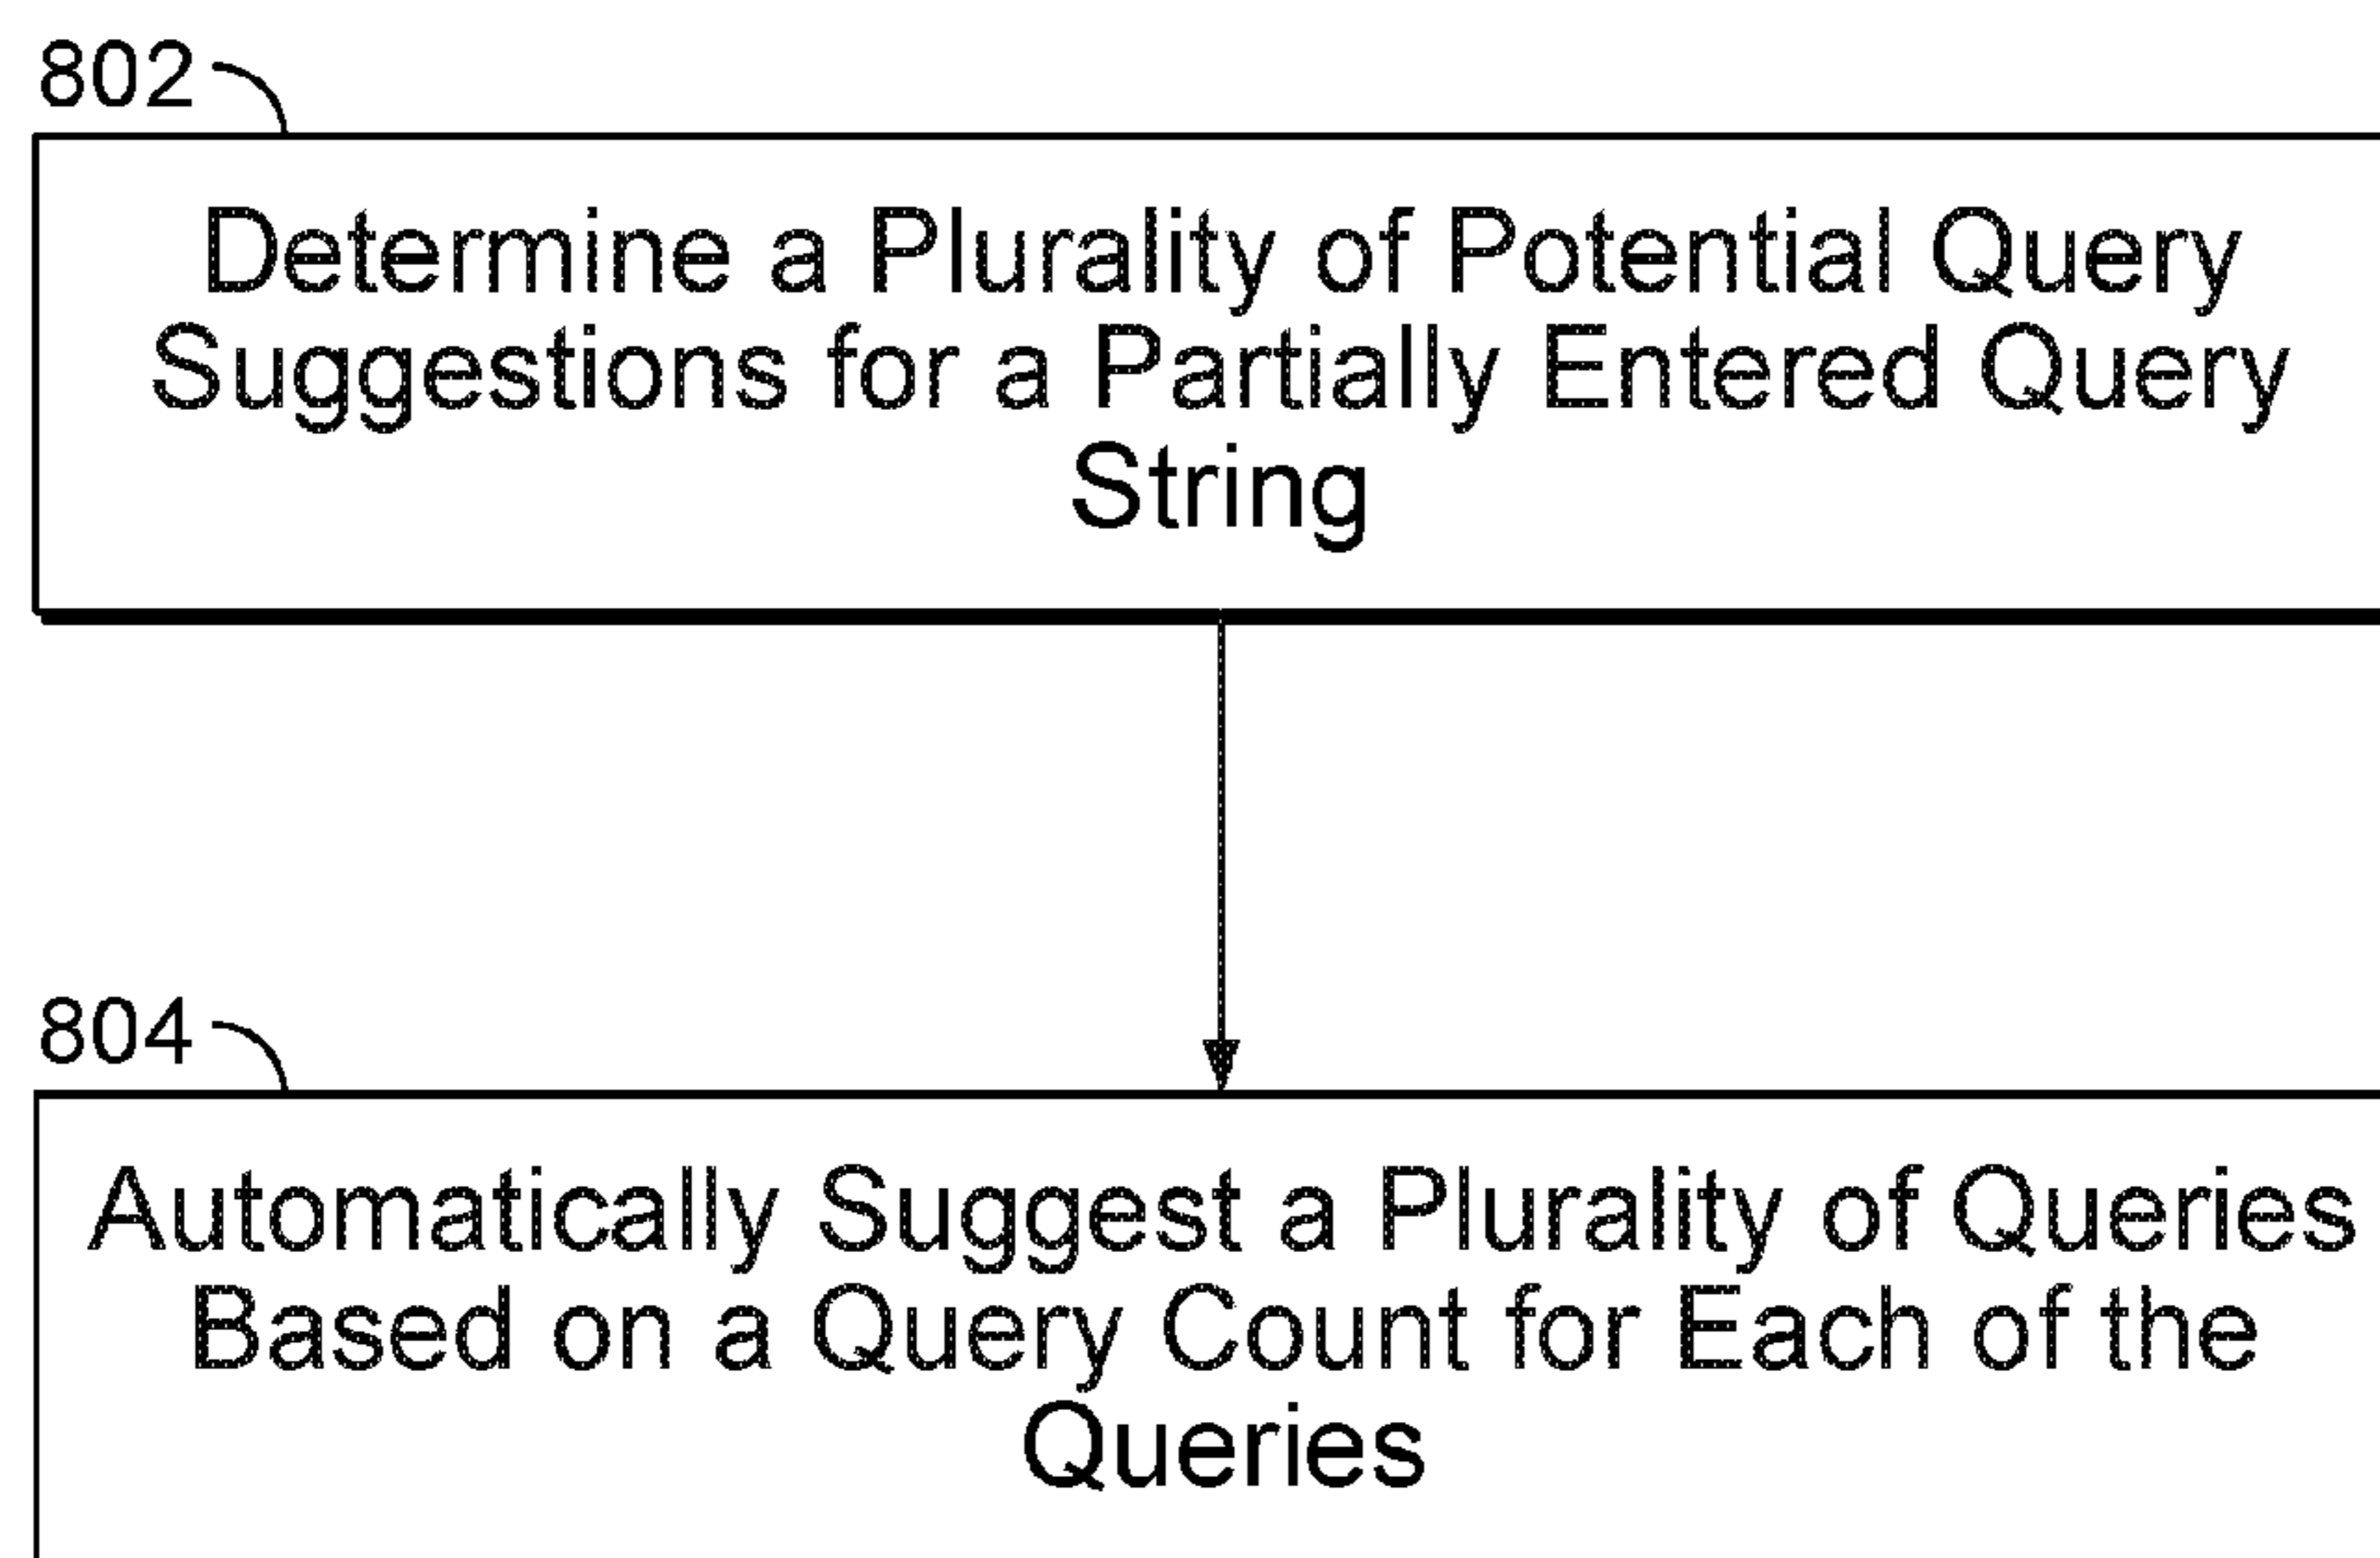 802
Determine a Plurality of Potential Query
Suggestions for a Partially Entered Query
String
804
Automatically Suggest a Plurality of Queries
Based on a Query Count for Each of the
Queries